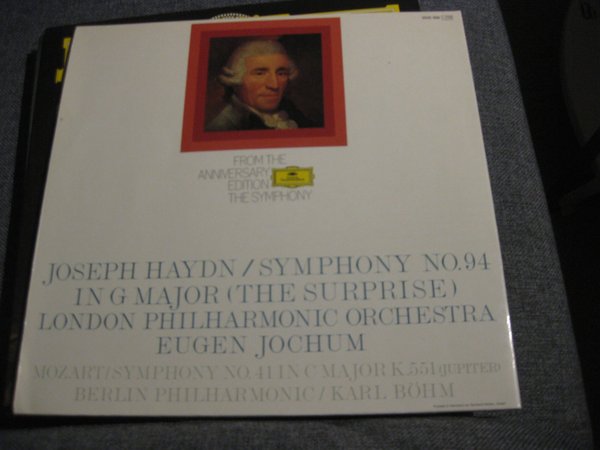 FROM THE
ANNIVERSARY
EDITION
THE SYMPHONY
JOSEPH HAYDN / SYMPHONY NO.94
IN G MAJOR (THE SURPRISE)
LONDON PHILHARMONIC ORCHESTRA
EUGEN JOCHUM
MOZART/SYMPHONY NO.41 IN C MAJOR K.551 (JUPITER)
BERLIN PHILHARMONIC/KARL BÖHM